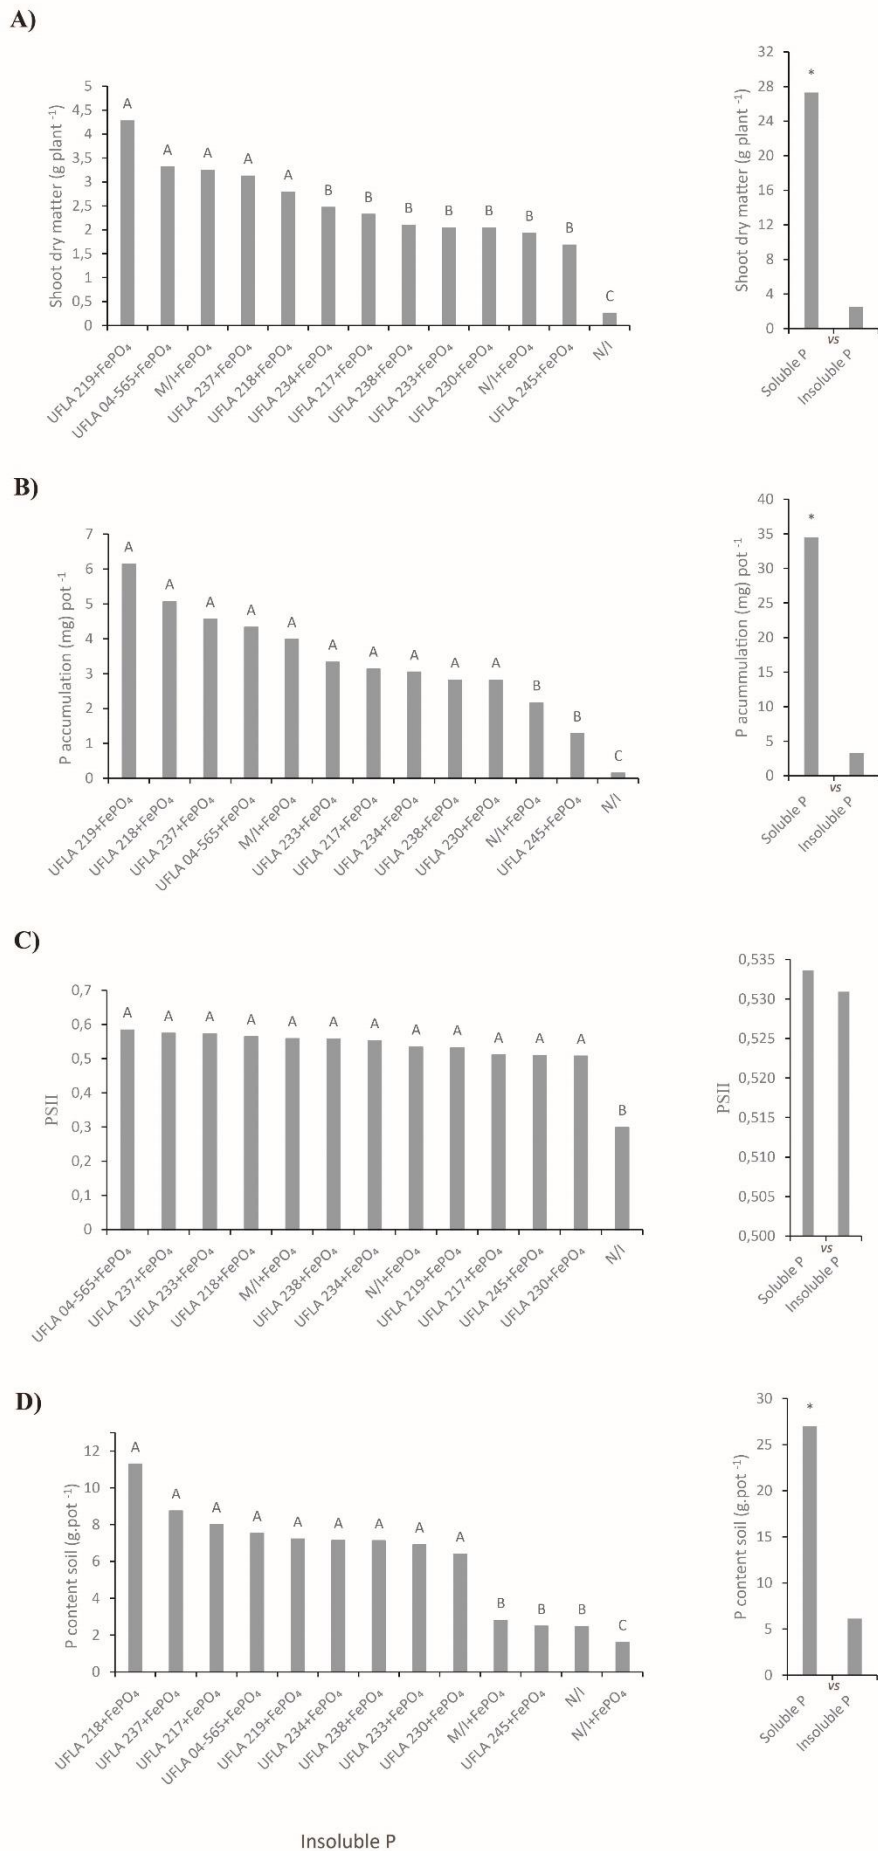 A)
Shoot dry matter (g plant ⁻¹)
5
4,5
4
3,5
3
2,5
2
1,5
1
0,5
0
A
A
A
A
A
B
B
B
B
B
B
B
C
UFLA 219+FePO₄
UFLA 04-565+FePO₄
M/I+FePO₄
UFLA 237+FePO₄
UFLA 218+FePO₄
UFLA 234+FePO₄
UFLA 217+FePO₄
UFLA 238+FePO₄
UFLA 233+FePO₄
UFLA 230+FePO₄
N/I+FePO₄
UFLA 245+FePO₄
N/I
Shoot dry matter (g plant ⁻¹)
32
28
24
20
16
12
8
4
0
*
Soluble P
vs
Insoluble P
B)
P accumulation (mg) pot ⁻¹
7
6
5
4
3
2
1
0
A
A
A
A
A
A
A
A
A
A
B
B
C
UFLA 219+FePO₄
UFLA 218+FePO₄
UFLA 237+FePO₄
UFLA 04-565+FePO₄
M/I+FePO₄
UFLA 233+FePO₄
UFLA 217+FePO₄
UFLA 234+FePO₄
UFLA 238+FePO₄
UFLA 230+FePO₄
N/I+FePO₄
UFLA 245+FePO₄
N/I
P acummulation (mg) pot ⁻¹
40
35
30
25
20
15
10
5
0
*
Soluble P
vs
Insoluble P
C)
PSII
0,7
0,6
0,5
0,4
0,3
0,2
0,1
0
A
A
A
A
A
A
A
A
A
A
A
A
B
UFLA 04-565+FePO₄
UFLA 237+FePO₄
UFLA 233+FePO₄
UFLA 218+FePO₄
M/I+FePO₄
UFLA 238+FePO₄
UFLA 234+FePO₄
N/I+FePO₄
UFLA 219+FePO₄
UFLA 217+FePO₄
UFLA 245+FePO₄
UFLA 230+FePO₄
N/I
PSII
0,535
0,530
0,525
0,520
0,515
0,510
0,505
0,500
Soluble P
vs
Insoluble P
D)
P content soil (g.pot ⁻¹)
12
10
8
6
4
2
0
A
A
A
A
A
A
A
A
A
B
B
B
C
UFLA 218+FePO₄
UFLA 237+FePO₄
UFLA 217+FePO₄
UFLA 04-565+FePO₄
UFLA 219+FePO₄
UFLA 234+FePO₄
UFLA 238+FePO₄
UFLA 233+FePO₄
UFLA 230+FePO₄
M/I+FePO₄
UFLA 245+FePO₄
N/I
N/I+FePO₄
P content soil (g.pot ⁻¹)
30
25
20
15
10
5
0
*
Soluble P
vs
Insoluble P
Insoluble P